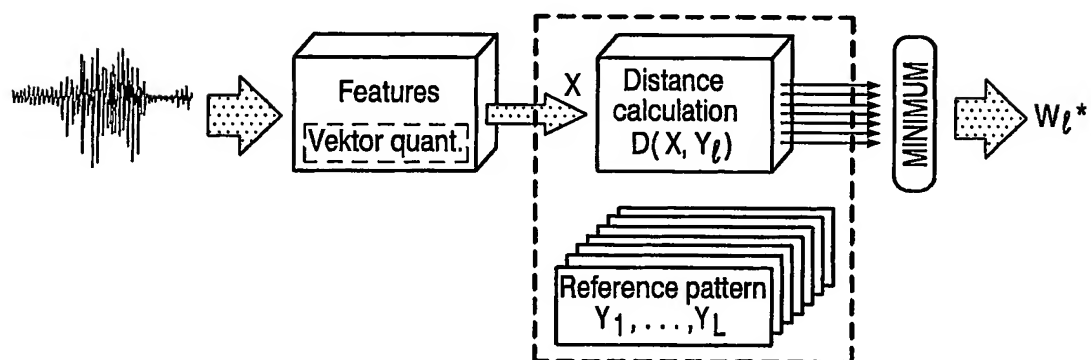 Features
Vektor quant.
X
Distance
calculation
D( X, Yℓ)
MINIMUM
Wℓ*
Reference pattern
Y1, . . . ,YL